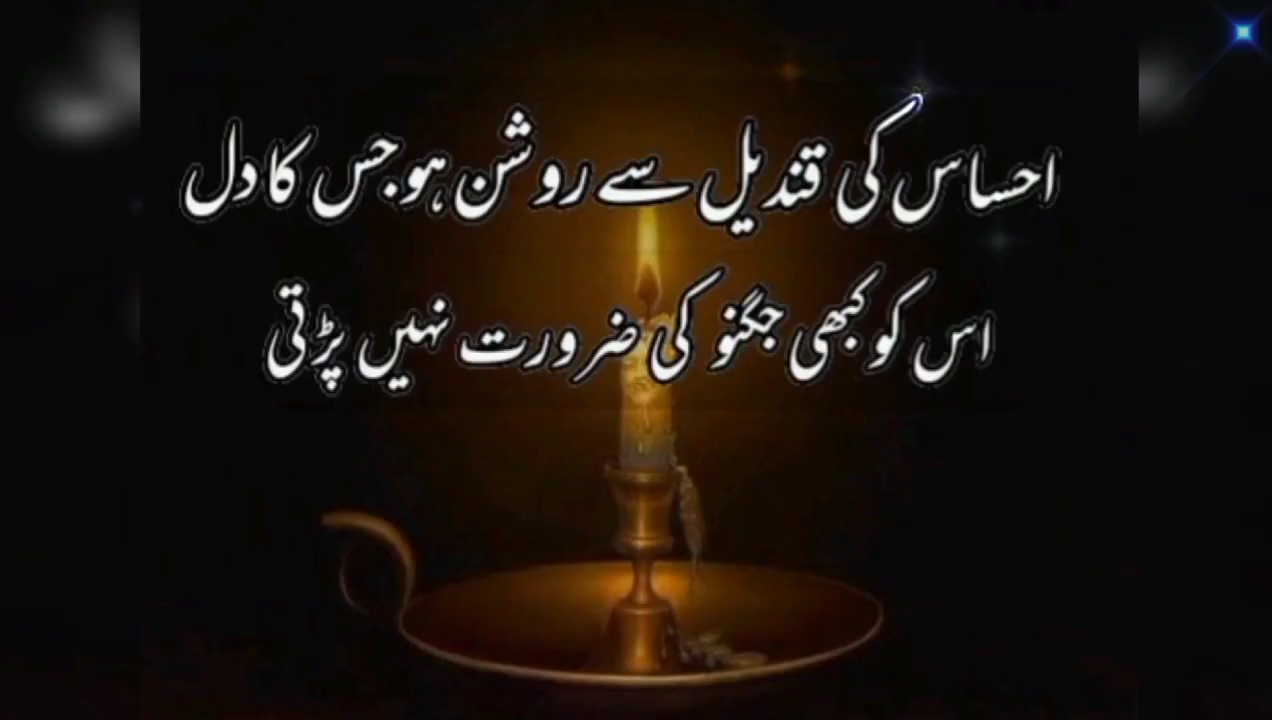 احساس کی قندیل سے روشن ہو جس کا دل
اس کو کبھی جگنو کی ضرورت نہیں پڑتی